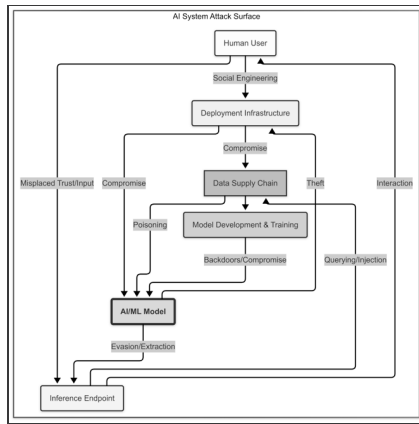 AI System Attack Surface
Human User
Social Engineering
Deployment Infrastructure
Compromise
Misplaced Trust/Input
Compromise
Data Supply Chain
Theft
Interaction
Poisoning
Model Development & Training
Backdoors/Compromise
Querying/Injection
AI/ML Model
Evasion/Extraction
Inference Endpoint